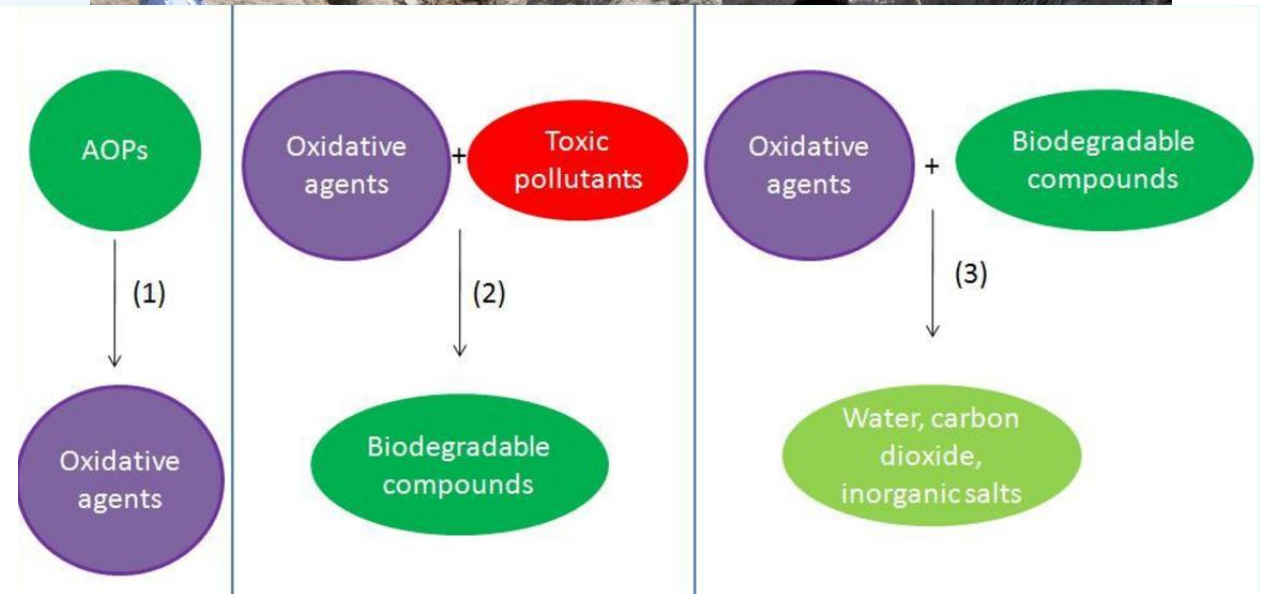 AOPs
(1)
Oxidative
agents
Oxidative
agents
+
Toxic
pollutants
(2)
Biodegradable
compounds
Oxidative
agents
+
Biodegradable
compounds
(3)
Water, carbon
dioxide,
inorganic salts